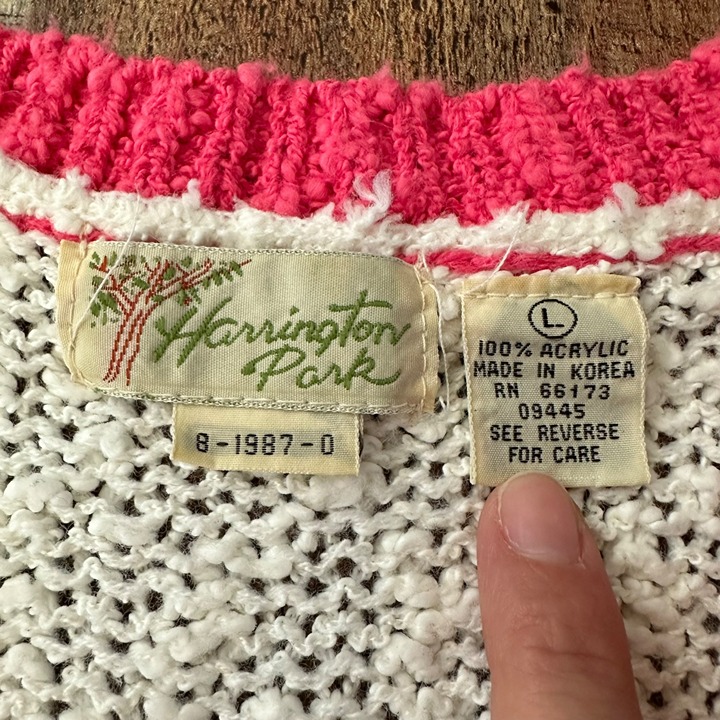 Harrington
Park
8-1987-0
L
100% ACRYLIC
MADE IN KOREA
RN 66173
09445
SEE REVERSE
FOR CARE